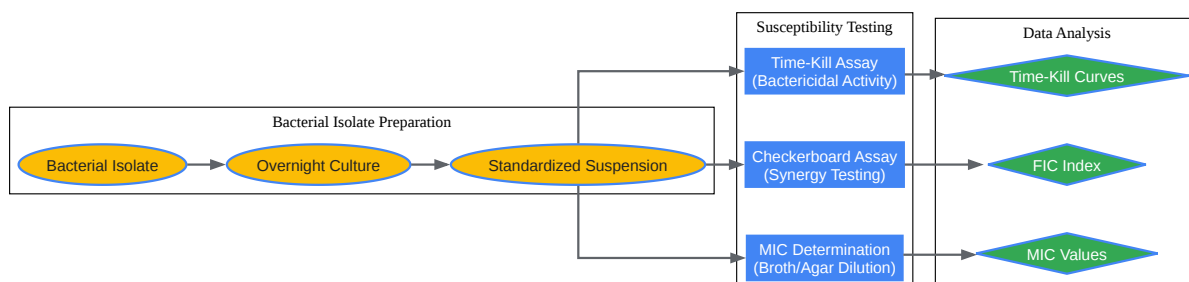 Susceptibility Testing
Data Analysis
Time-Kill Assay
(Bactericidal Activity)
Time-Kill Curves
Bacterial Isolate Preparation
Bacterial Isolate
Overnight Culture
Standardized Suspension
Checkerboard Assay
(Synergy Testing)
FIC Index
MIC Determination
(Broth/Agar Dilution)
MIC Values